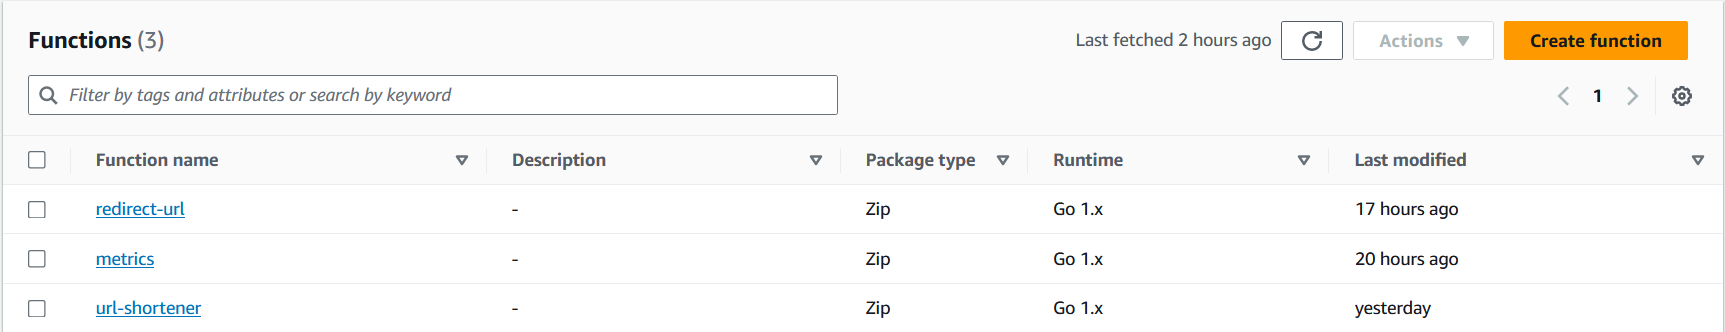 Functions (3)
Last fetched 2 hours ago
Actions
Create function
Filter by tags and attributes or search by keyword
1
Function name Description Package type Runtime Last modified
redirect-url - Zip Go 1.x 17 hours ago
metrics - Zip Go 1.x 20 hours ago
url-shortener - Zip Go 1.x yesterday